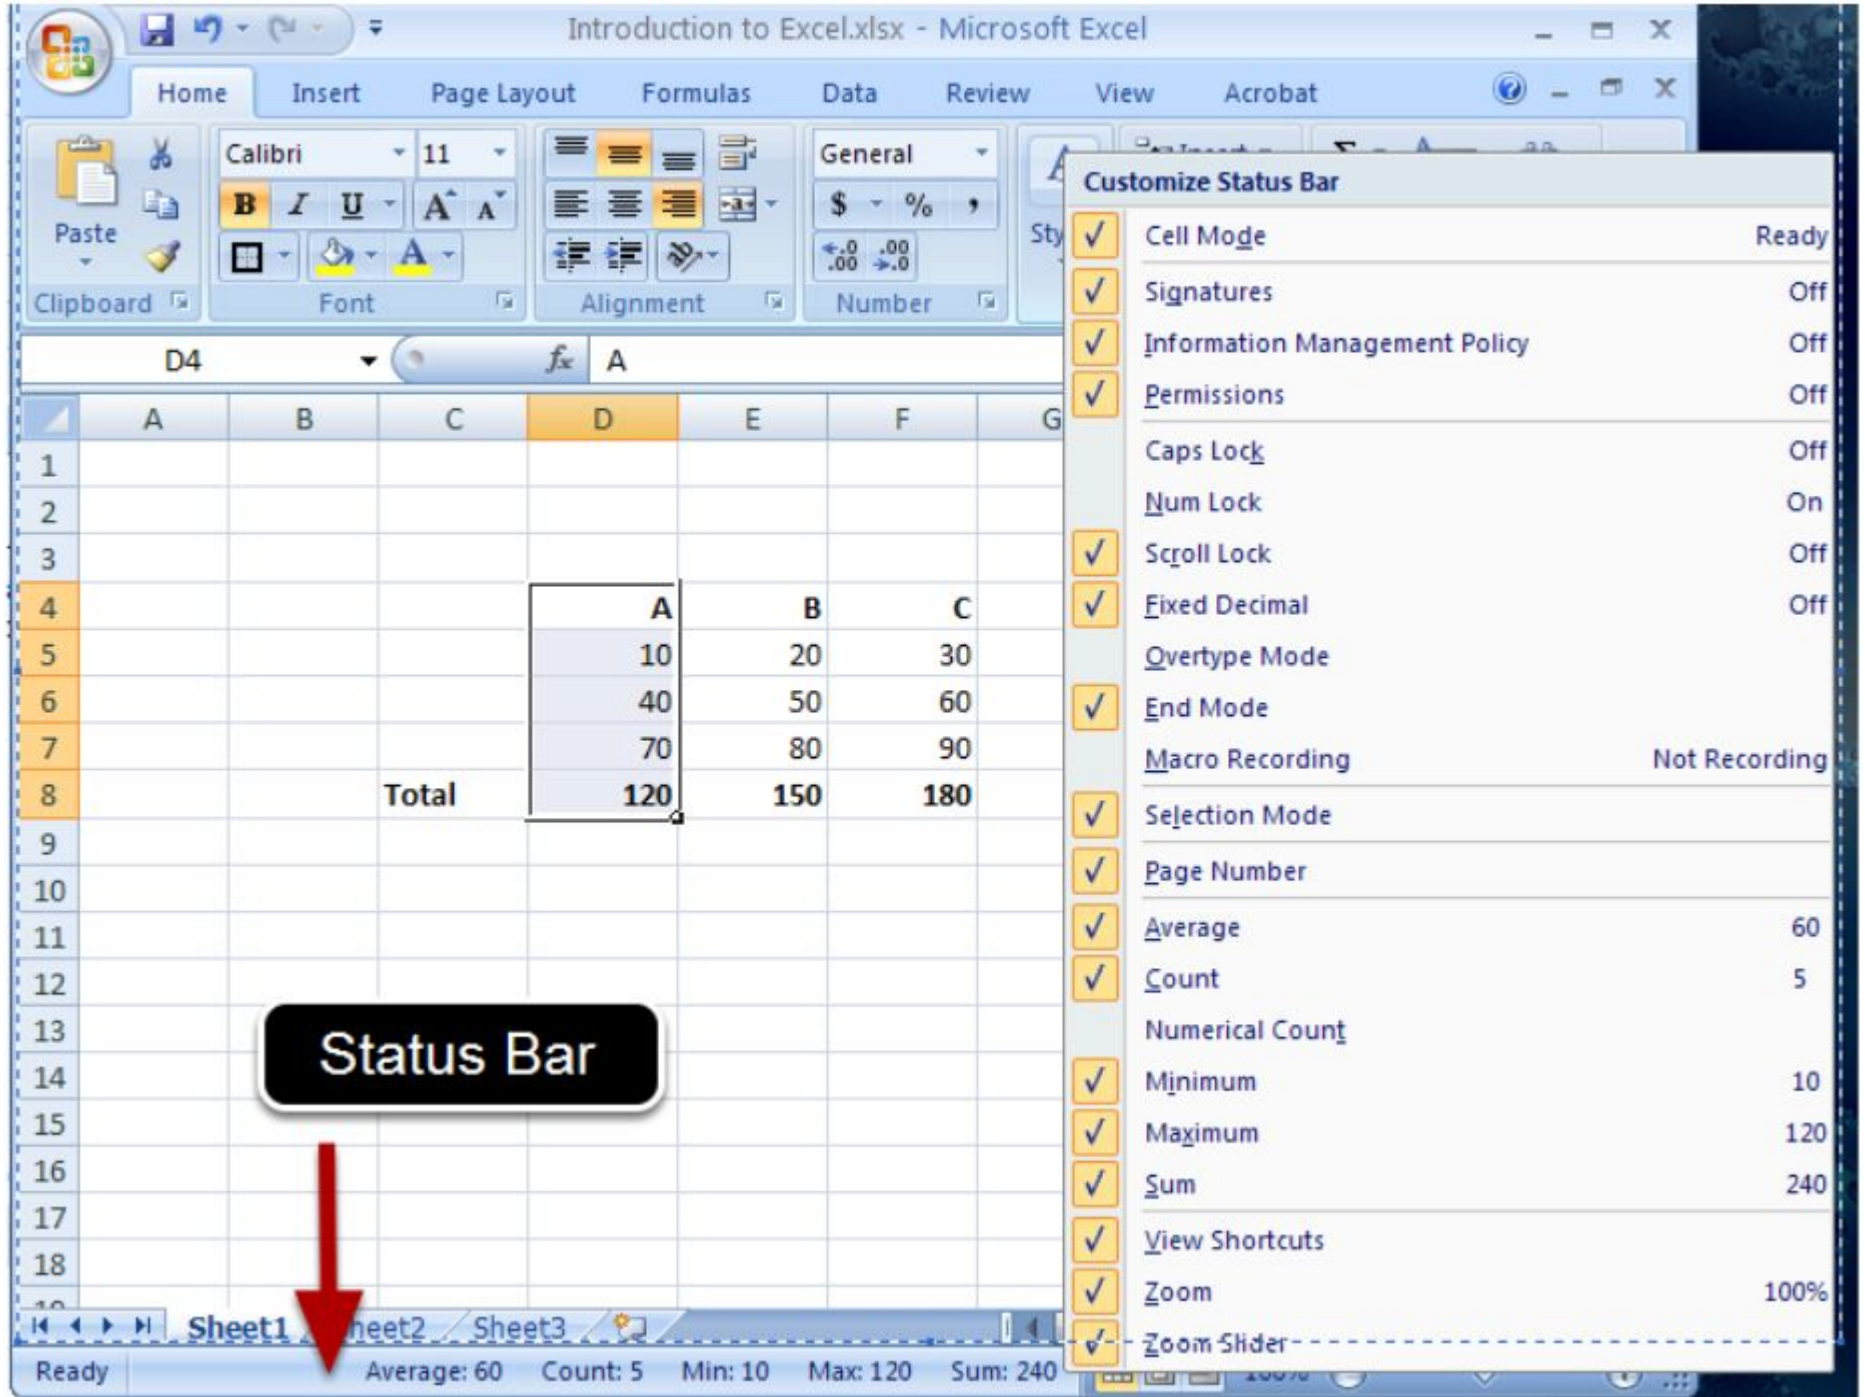 Introduction to Excel.xlsx - Microsoft Excel
Home Insert Page Layout Formulas Data Review View Acrobat
Calibri 11 General
B I U A A $ % ,
Paste
Clipboard Font Alignment Number
D4 fx A
A B C D E F G
1
2
3
4 A B C
5 10 20 30
6 40 50 60
7 70 80 90
8 Total 120 150 180
9
10
11
12
13
14
15
16
17
18
Status Bar
Sheet1 Sheet3
Ready Average: 60 Count: 5 Min: 10 Max: 120 Sum: 240
Customize Status Bar
Cell Mode Ready
Signatures Off
Information Management Policy Off
Permissions Off
Caps Lock Off
Num Lock On
Scroll Lock Off
Fixed Decimal Off
Overtype Mode
End Mode
Macro Recording Not Recording
Selection Mode
Page Number
Average 60
Count 5
Numerical Count
Minimum 10
Maximum 120
Sum 240
View Shortcuts
Zoom 100%
Zoom Slider